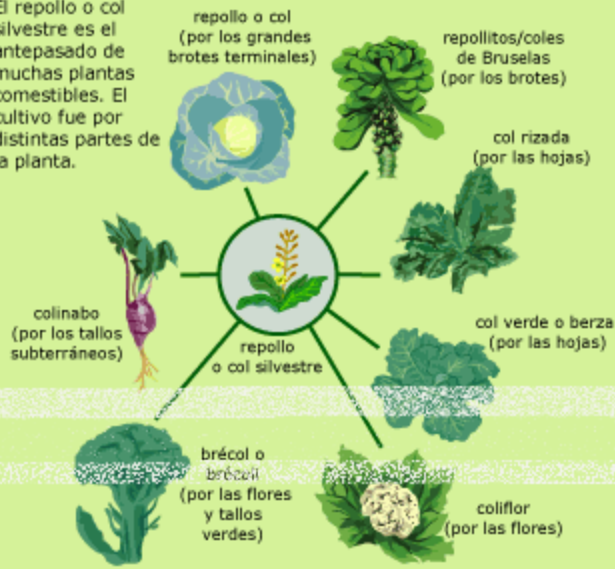 El repollo o col
silvestre es el
antepasado de
muchas plantas
comestibles. El
cultivo fue por
distintas partes de
la planta.
repollo o col
(por los grandes
brotes terminales)
repollitos/coles
de Bruselas
(por los brotes)
col rizada
(por las hojas)
colinabo
(por los tallos
subterráneos)
repollo
o col silvestre
col verde o berza
(por las hojas)
brécol o
(por las flores
y tallos
verdes)
coliflor
(por las flores)